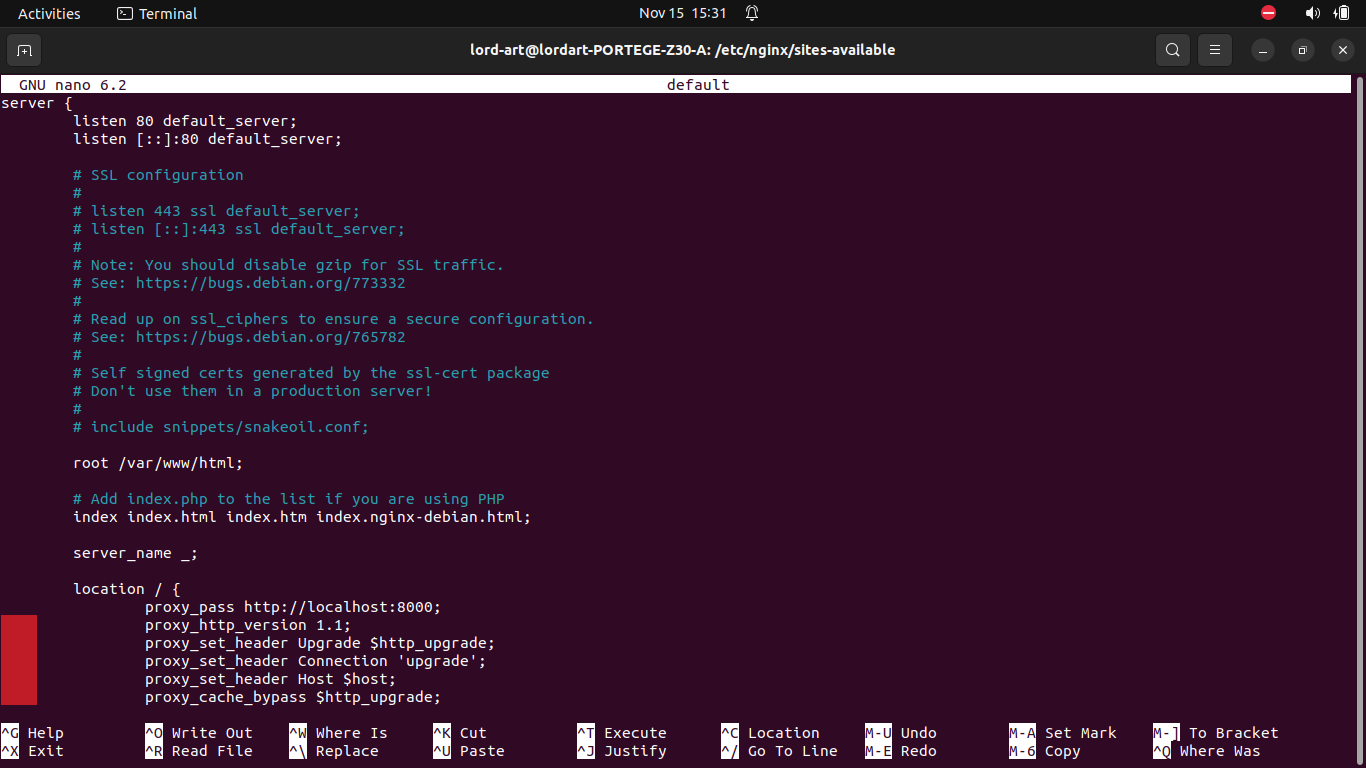 Activities Terminal Nov 15 15:31
lord-art@lordart-PORTEGE-Z30-A: /etc/nginx/sites-available
GNU nano 6.2 default
server {
listen 80 default_server;
listen [::]:80 default_server;
# SSL configuration
#
# listen 443 ssl default_server;
# listen [::]:443 ssl default_server;
#
# Note: You should disable gzip for SSL traffic.
# See: https://bugs.debian.org/773332
#
# Read up on ssl_ciphers to ensure a secure configuration.
# See: https://bugs.debian.org/765782
#
# Self signed certs generated by the ssl-cert package
# Don't use them in a production server!
#
# include snippets/snakeoil.conf;
root /var/www/html;
# Add index.php to the list if you are using PHP
index index.html index.htm index.nginx-debian.html;
server_name _;
location / {
proxy_pass http://localhost:8000;
proxy_http_version 1.1;
proxy_set_header Upgrade $http_upgrade;
proxy_set_header Connection 'upgrade';
proxy_set_header Host $host;
proxy_cache_bypass $http_upgrade;
^G Help ^O Write Out ^W Where Is ^K Cut ^T Execute ^C Location M-U Undo M-A Set Mark M-] To Bracket
^X Exit ^R Read File ^\ Replace ^U Paste ^J Justify ^/ Go To Line M-E Redo M-6 Copy ^Q Where Was